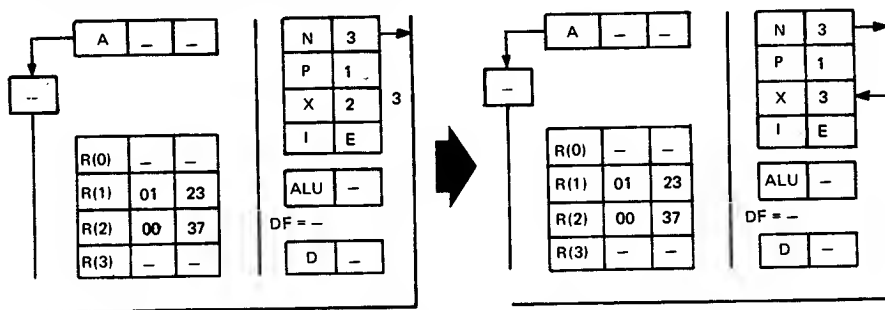 A – –
--
N 3
P 1
X 2
3
I E
R(0) – –
R(1) 01 23
R(2) 00 37
R(3) – –
ALU –
DF = –
D –
A – –
–
N 3
P 1
X 3
I E
R(0) – –
R(1) 01 23
R(2) 00 37
R(3) – –
ALU –
DF = –
D –